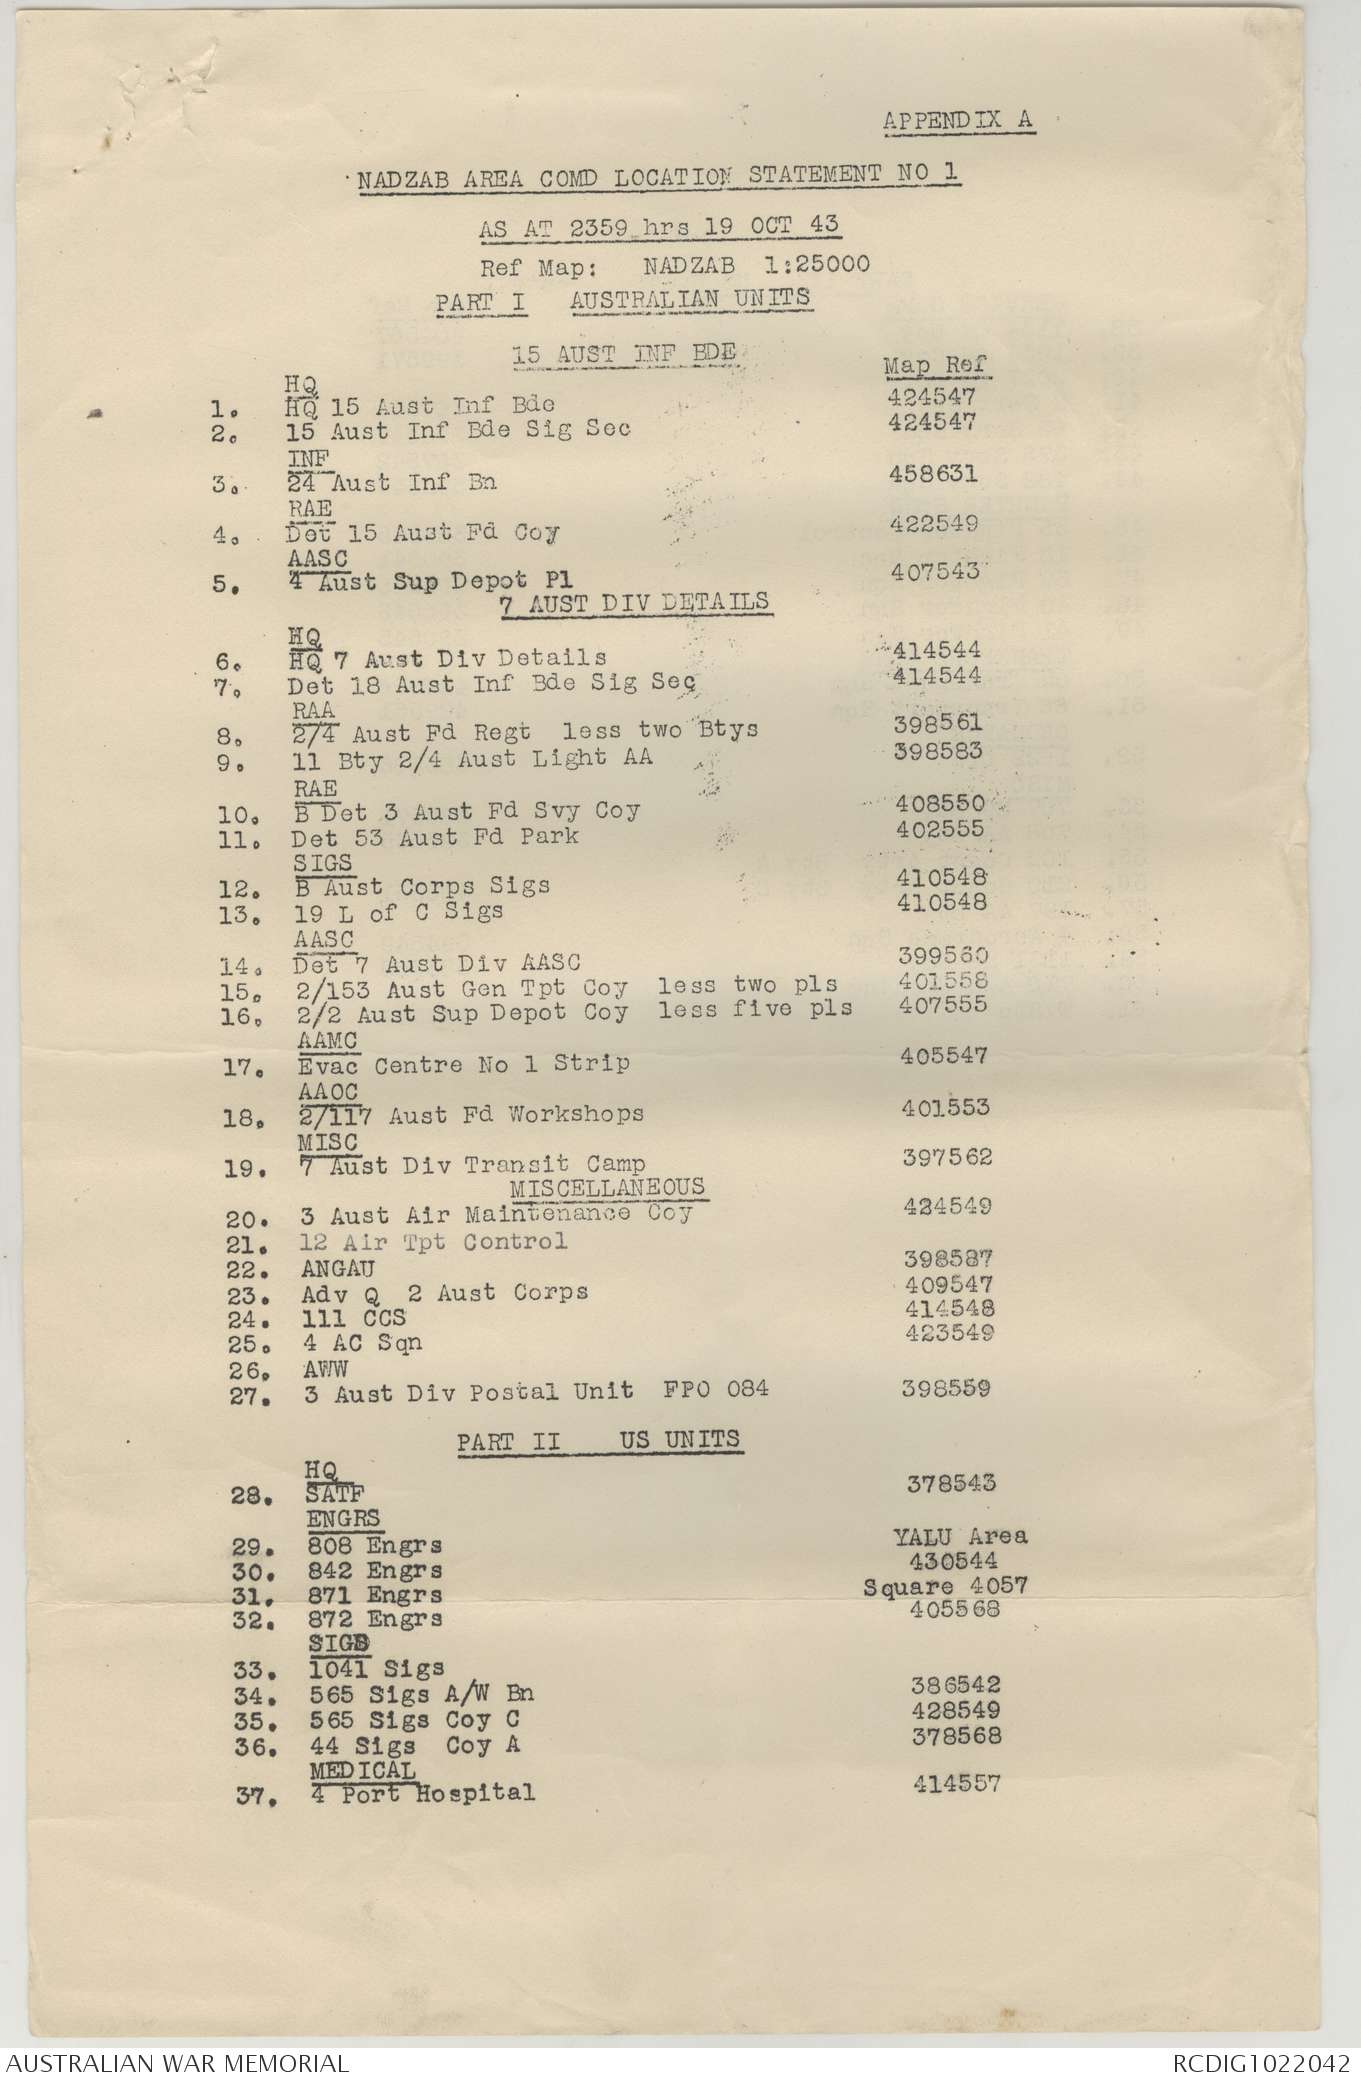 APPENDIX A
NADZAB AREA COMD LOCATION STATEMENT NO 1
AS AT 2359 hrs 19 OCT 43
Ref Map: NADZAB 1:25000
PART I AUSTRALIAN UNITS
15 AUST INF BDE
Map Ref
HQ
1. HQ 15 Aust Inf Bde 424547
2. 15 Aust Inf Bde Sig Sec 424547
INF
3. 24 Aust Inf Bn 458631
RAE
4. Det 15 Aust Fd Coy 422549
AASC
5. 4 Aust Sup Depot Pl 407543
7 AUST DIV DETAILS
HQ
6. HQ 7 Aust Div Details 414544
7. Det 18 Aust Inf Bde Sig Sec 414544
RAA
8. 2/4 Aust Fd Regt less two Btys 398561
9. 11 Bty 2/4 Aust Light AA 398583
RAE
10. B Det 3 Aust Fd Svy Coy 408550
11. Det 53 Aust Fd Park 402555
SIGS
12. B Aust Corps Sigs 410548
13. 19 L of C Sigs 410548
AASC
14. Det 7 Aust Div AASC 399560
15. 2/153 Aust Gen Tpt Coy less two pls 401558
16. 2/2 Aust Sup Depot Coy less five pls 407555
AAMC
17. Evac Centre No 1 Strip 405547
AAOC
18. 2/117 Aust Fd Workshops 401553
MISC
19. 7 Aust Div Transit Camp 397562
MISCELLANEOUS
20. 3 Aust Air Maintenance Coy 424549
21. 12 Air Tpt Control
22. ANGAU 398587
23. Adv Q 2 Aust Corps 409547
24. 111 CCS 414548
25. 4 AC Sqn 423549
26. AWW
27. 3 Aust Div Postal Unit FPO 084 398559
PART II US UNITS
HQ
28. SATF 378543
ENGRS
29. 808 Engrs YALU Area
30. 842 Engrs 430544
31. 871 Engrs Square 4057
32. 872 Engrs 405568
SIGS
33. 1041 Sigs
34. 565 Sigs A/W Bn 386542
35. 565 Sigs Coy C 428549
36. 44 Sigs Coy A 378568
MEDICAL
37. 4 Port Hospital 414557
AUSTRALIAN WAR MEMORIAL RCDIG1022042